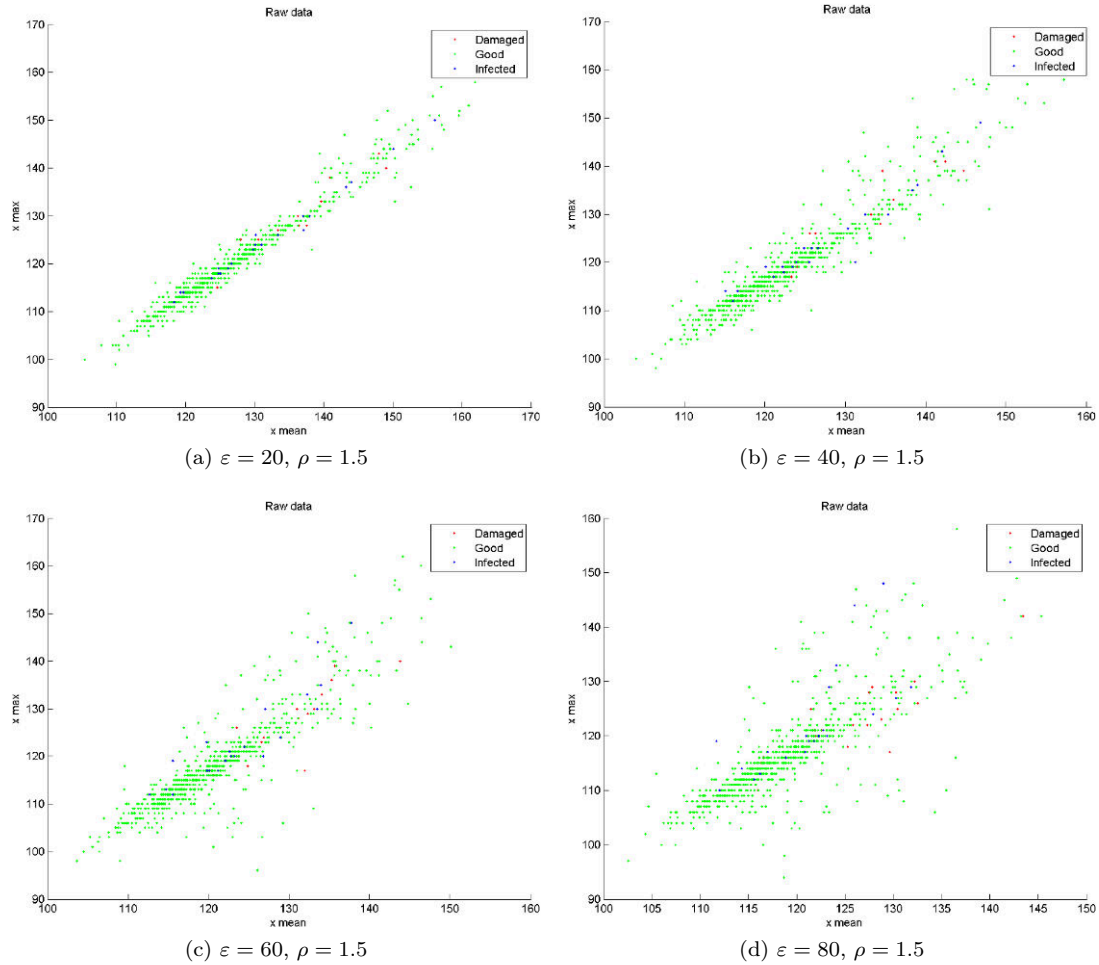 Raw data
170
160
150
140
130
120
110
100
90
x max
Damaged
Good
Infected
100 110 120 130 140 150 160 170
x mean
(a) ε = 20, ρ = 1.5
Raw data
170
160
150
140
130
120
110
100
90
x max
Damaged
Good
Infected
100 110 120 130 140 150 160
x mean
(b) ε = 40, ρ = 1.5
Raw data
170
160
150
140
130
120
110
100
90
x max
Damaged
Good
Infected
100 110 120 130 140 150 160
x mean
(c) ε = 60, ρ = 1.5
Raw data
160
150
140
130
120
110
100
90
x max
Damaged
Good
Infected
100 105 110 115 120 125 130 135 140 145 150
x mean
(d) ε = 80, ρ = 1.5